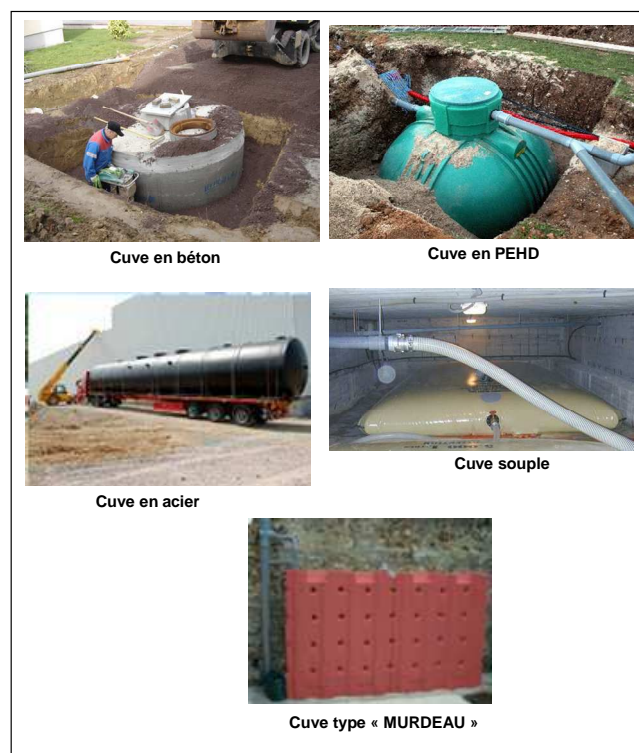 Cuve en béton
Cuve en PEHD
Cuve en acier
Cuve souple
Cuve type « MURDEAU »